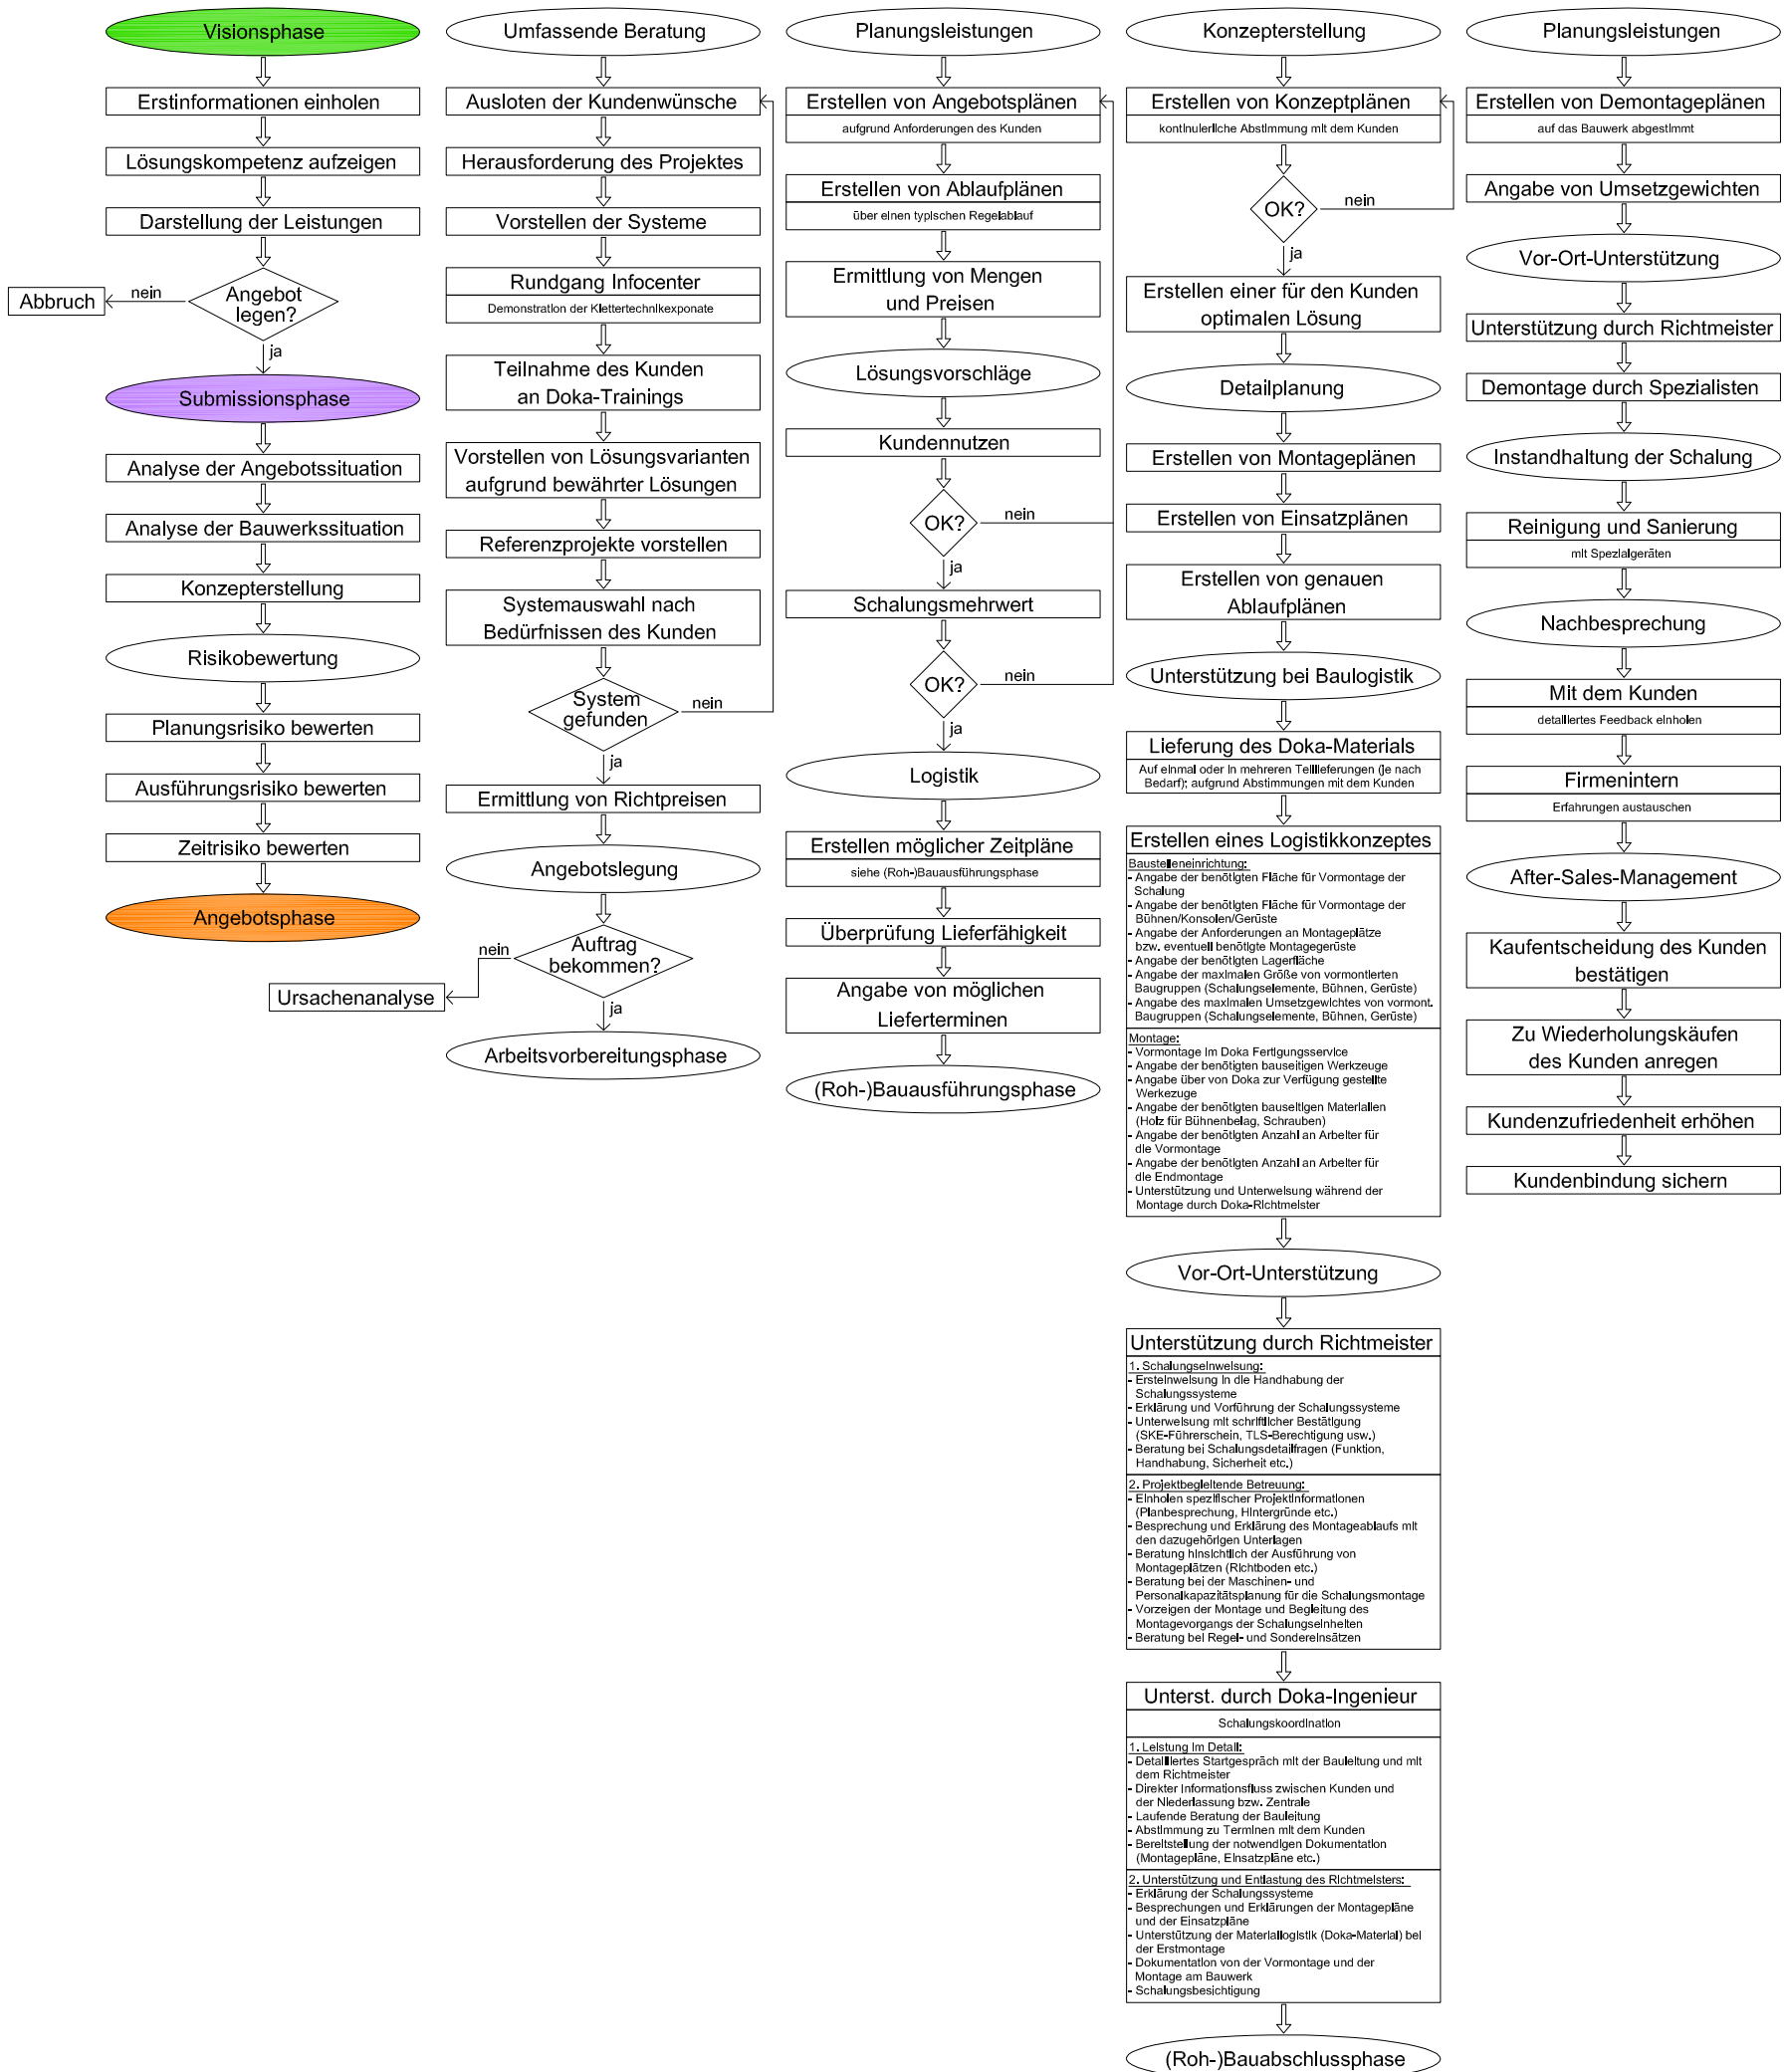 Visionsphase
Erstinformationen einholen
Lösungskompetenz aufzeigen
Darstellung der Leistungen
Angebot
legen?
nein
Abbruch
ja
Submissionsphase
Analyse der Angebotssituation
Analyse der Bauwerkssituation
Konzepterstellung
Risikobewertung
Planungsrisiko bewerten
Ausführungsrisiko bewerten
Zeitrisiko bewerten
Angebotsphase
Umfassende Beratung
Ausloten der Kundenwünsche
Herausforderung des Projektes
Vorstellen der Systeme
Rundgang Infocenter
Demonstration der Klettertechnikexponate
Teilnahme des Kunden
an Doka-Trainings
Vorstellen von Lösungsvarianten
aufgrund bewährter Lösungen
Referenzprojekte vorstellen
Systemauswahl nach
Bedürfnissen des Kunden
System
gefunden
nein
ja
Ermittlung von Richtpreisen
Angebotslegung
Auftrag
bekommen?
nein
Ursachenanalyse
ja
Arbeitsvorbereitungsphase
Planungsleistungen
Erstellen von Angebotsplänen
aufgrund Anforderungen des Kunden
Erstellen von Ablaufplänen
über einen typischen Regelablauf
Ermittlung von Mengen
und Preisen
Lösungsvorschläge
Kundennutzen
OK?
nein
ja
Schalungsmehrwert
OK?
nein
ja
Logistik
Erstellen möglicher Zeitpläne
siehe (Roh-)Bauausführungsphase
Überprüfung Lieferfähigkeit
Angabe von möglichen
Lieferterminen
(Roh-)Bauausführungsphase
Konzepterstellung
Erstellen von Konzeptplänen
kontinuierliche Abstimmung mit dem Kunden
OK?
nein
ja
Erstellen einer für den Kunden
optimalen Lösung
Detailplanung
Erstellen von Montageplänen
Erstellen von Einsatzplänen
Erstellen von genauen
Ablaufplänen
Unterstützung bei Baulogistik
Lieferung des Doka-Materials
Auf einmal oder in mehreren Teillieferungen (je nach
Bedarf); aufgrund Abstimmungen mit dem Kunden
Erstellen eines Logistikkonzeptes
Baustelleneinrichtung:
- Angabe der benötigten Fläche für Vormontage der
Schalung
- Angabe der benötigten Fläche für Vormontage der
Bühnen/Konsolen/Gerüste
- Angabe der Anforderungen an Montageplätze
bzw. eventuell benötigte Montagegerüste
- Angabe der benötigten Lagerfläche
- Angabe der maximalen Größe von vormontierten
Baugruppen (Schalungselemente, Bühnen, Gerüste)
- Angabe des maximalen Umsetzgewichtes von vormont.
Baugruppen (Schalungselemente, Bühnen, Gerüste)
Montage:
- Vormontage im Doka Fertigungsservice
- Angabe der benötigten bauseitigen Werkzeuge
- Angabe über von Doka zur Verfügung gestellte
Werkezuge
- Angabe der benötigten bauseitigen Materialien
(Holz für Bühnenbelag, Schrauben)
- Angabe der benötigten Anzahl an Arbeiter für
die Vormontage
- Angabe der benötigten Anzahl an Arbeiter für
die Endmontage
- Unterstützung und Unterweisung während der
Montage durch Doka-Richtmeister
Vor-Ort-Unterstützung
Unterstützung durch Richtmeister
1. Schalungseinweisung:
- Ersteinweisung in die Handhabung der
Schalungssysteme
- Erklärung und Vorführung der Schalungssysteme
- Unterweisung mit schriftlicher Bestätigung
(SKE-Führerschein, TLS-Berechtigung usw.)
- Beratung bei Schalungsdetailfragen (Funktion,
Handhabung, Sicherheit etc.)
2. Projektbegleitende Betreuung:
- Einholen spezifischer Projektinformationen
(Planbesprechung, Hintergründe etc.)
- Besprechung und Erklärung des Montageablaufs mit
den dazugehörigen Unterlagen
- Beratung hinsichtlich der Ausführung von
Montageplätzen (Richtboden etc.)
- Beratung bei der Maschinen- und
Personalkapazitätsplanung für die Schalungsmontage
- Vorzeigen der Montage und Begleitung des
Montagevorgangs der Schalungseinheiten
- Beratung bei Regel- und Sondereinsätzen
Unterst. durch Doka-Ingenieur
Schalungskoordination
1. Leistung im Detail:
- Detailliertes Startgespräch mit der Bauleitung und mit
dem Richtmeister
- Direkter Informationsfluss zwischen Kunden und
der Niederlassung bzw. Zentrale
- Laufende Beratung der Bauleitung
- Abstimmung zu Terminen mit dem Kunden
- Bereitstellung der notwendigen Dokumentation
(Montagepläne, Einsatzpläne etc.)
2. Unterstützung und Entlastung des Richtmeisters:
- Erklärung der Schalungssysteme
- Besprechungen und Erklärungen der Montagepläne
und der Einsatzpläne
- Unterstützung der Materiallogistik (Doka-Material) bei
der Erstmontage
- Dokumentation von der Vormontage und der
Montage am Bauwerk
- Schalungsbesichtigung
(Roh-)Bauabschlussphase
Planungsleistungen
Erstellen von Demontageplänen
auf das Bauwerk abgestimmt
Angabe von Umsetzgewichten
Vor-Ort-Unterstützung
Unterstützung durch Richtmeister
Demontage durch Spezialisten
Instandhaltung der Schalung
Reinigung und Sanierung
mit Spezialgeräten
Nachbesprechung
Mit dem Kunden
detailliertes Feedback einholen
Firmenintern
Erfahrungen austauschen
After-Sales-Management
Kaufentscheidung des Kunden
bestätigen
Zu Wiederholungskäufen
des Kunden anregen
Kundenzufriedenheit erhöhen
Kundenbindung sichern